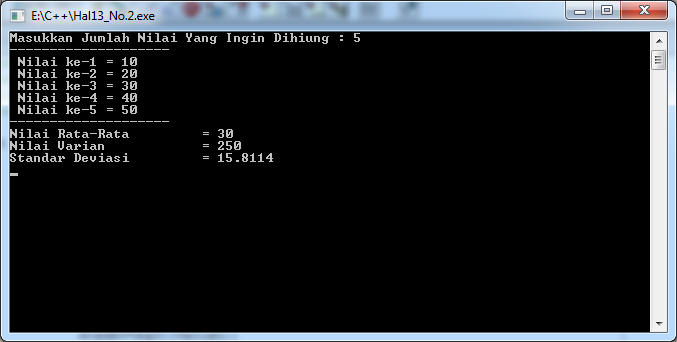 E:\C++\Hal13_No.2.exe
Masukkan Jumlah Nilai Yang Ingin Dihiung : 5
--------------------
Nilai ke-1 = 10
Nilai ke-2 = 20
Nilai ke-3 = 30
Nilai ke-4 = 40
Nilai ke-5 = 50
--------------------
Nilai Rata-Rata = 30
Nilai Varian = 250
Standar Deviasi = 15.8114